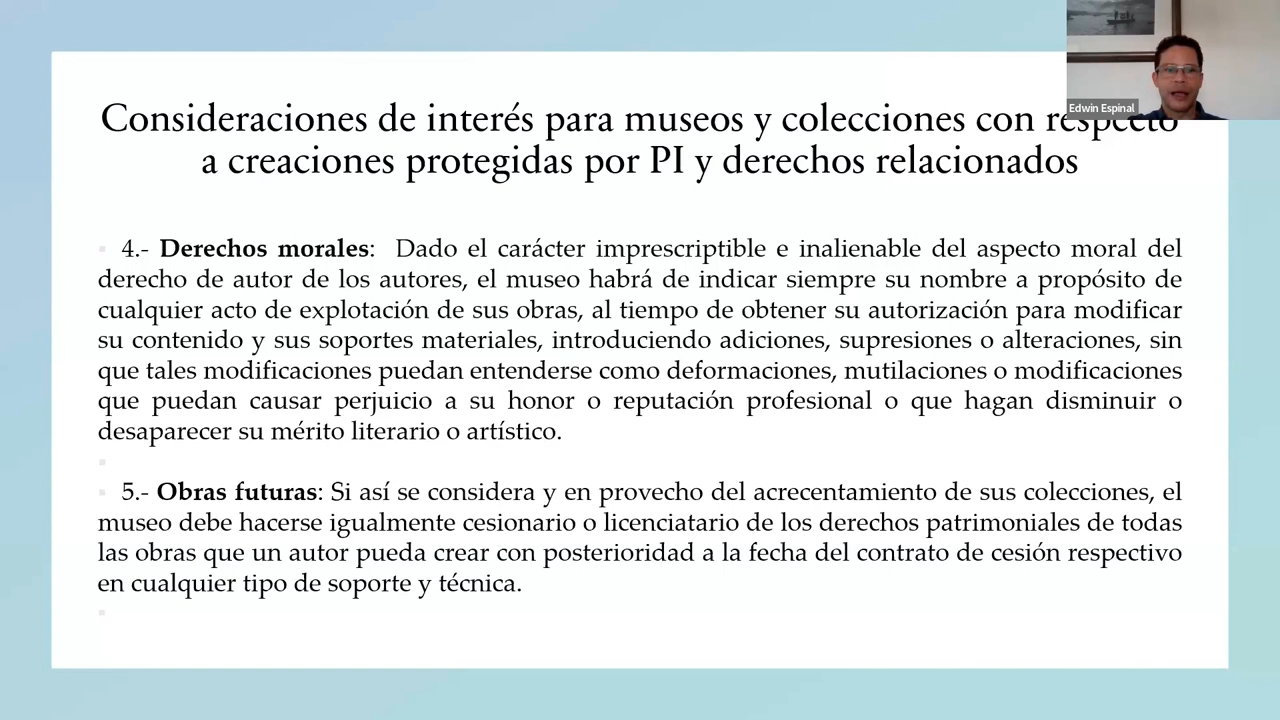 Edwin Espinal
Consideraciones de interés para museos y colecciones con respecto
a creaciones protegidas por PI y derechos relacionados
4.- Derechos morales: Dado el carácter imprescriptible e inalienable del aspecto moral del
derecho de autor de los autores, el museo habrá de indicar siempre su nombre a propósito de
cualquier acto de explotación de sus obras, al tiempo de obtener su autorización para modificar
su contenido y sus soportes materiales, introduciendo adiciones, supresiones o alteraciones, sin
que tales modificaciones puedan entenderse como deformaciones, mutilaciones o modificaciones
que puedan causar perjuicio a su honor o reputación profesional o que hagan disminuir o
desaparecer su mérito literario o artístico.
5.- Obras futuras: Si así se considera y en provecho del acrecentamiento de sus colecciones, el
museo debe hacerse igualmente cesionario o licenciatario de los derechos patrimoniales de todas
las obras que un autor pueda crear con posterioridad a la fecha del contrato de cesión respectivo
en cualquier tipo de soporte y técnica.